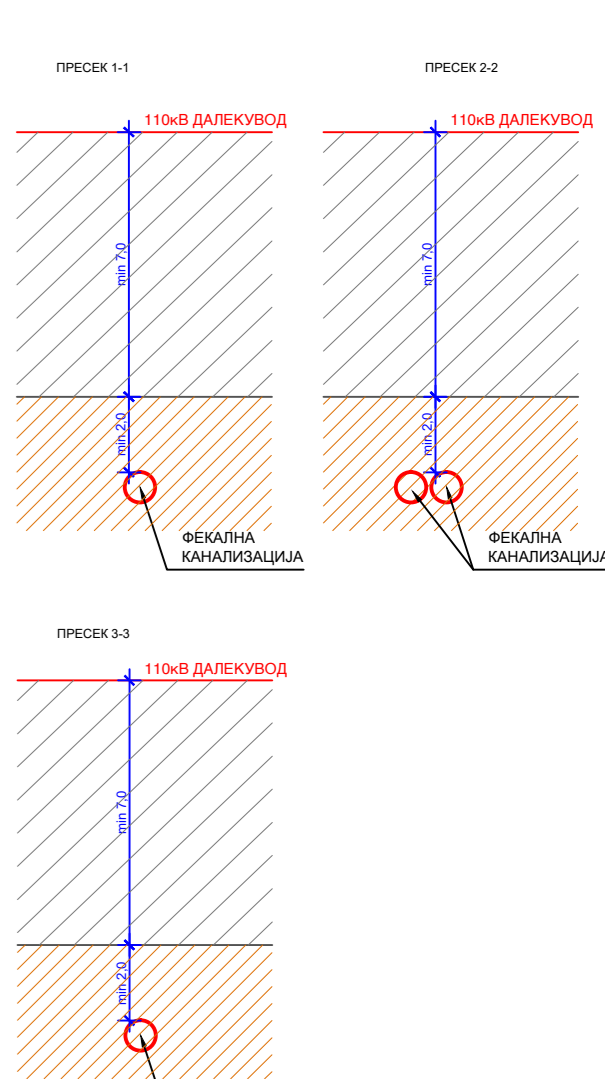 ПРЕСЕК 1-1
110кВ ДАЛЕКУВОД
min 7,0
min 2,0
ФЕКАЛНА
КАНАЛИЗАЦИЈА
ПРЕСЕК 2-2
110кВ ДАЛЕКУВОД
min 7,0
min 2,0
ФЕКАЛНА
КАНАЛИЗАЦИЈА
ПРЕСЕК 3-3
110кВ ДАЛЕКУВОД
min 7,0
min 2,0